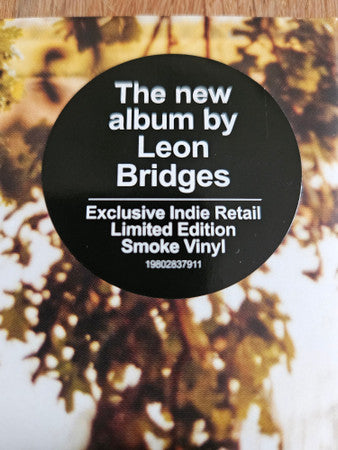 The new
album by
Leon
Bridges
Exclusive Indie Retail
Limited Edition
Smoke Vinyl
19802837911